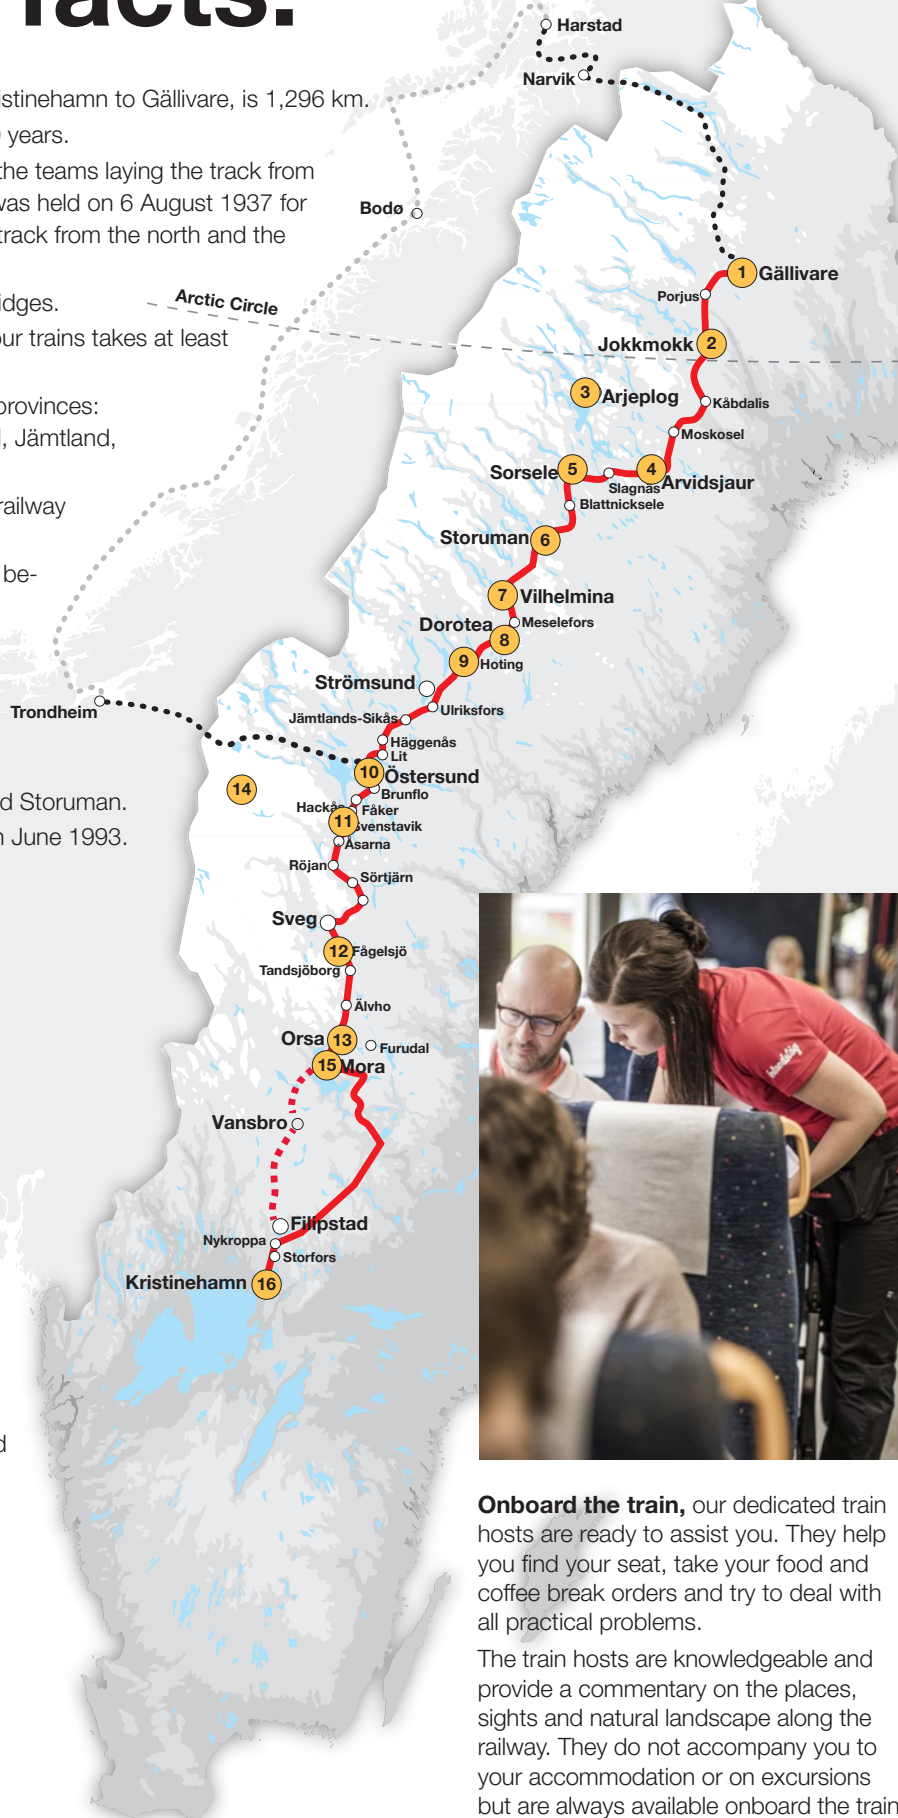 facts.
istinehamn to Gällivare, is 1,296 km.
years.
the teams laying the track from
was held on 6 August 1937 for
track from the north and the
idges.
our trains takes at least
provinces:
, Jämtland,
railway
be-
d Storuman.
n June 1993.
d
Harstad
Narvik
Bodø
Arctic Circle
1 Gällivare
Porjus
Jokkmokk 2
3 Arjeplog
Kåbdalis
Moskosel
Sorsele 5
4 Arvidsjaur
Slagnäs
Blattnicksele
Storuman 6
7 Vilhelmina
Meselefors
Dorotea 8
9 Hoting
Strömsund
Ulriksfors
Jämtlands-Sikås
Trondheim
Häggenås
Lit
10 Östersund
14
Brunflo
Hackås
Fåker
11 Svenstavik
Åsarna
Röjan
Sörtjärn
Sveg
12 Fågelsjö
Tandsjöborg
Älvho
Orsa 13
Furudal
15 Mora
Vansbro
Filipstad
Nykroppa
Storfors
Kristinehamn 16
Inlandståg
Onboard the train, our dedicated train
hosts are ready to assist you. They help
you find your seat, take your food and
coffee break orders and try to deal with
all practical problems.
The train hosts are knowledgeable and
provide a commentary on the places,
sights and natural landscape along the
railway. They do not accompany you to
your accommodation or on excursions
but are always available onboard the train